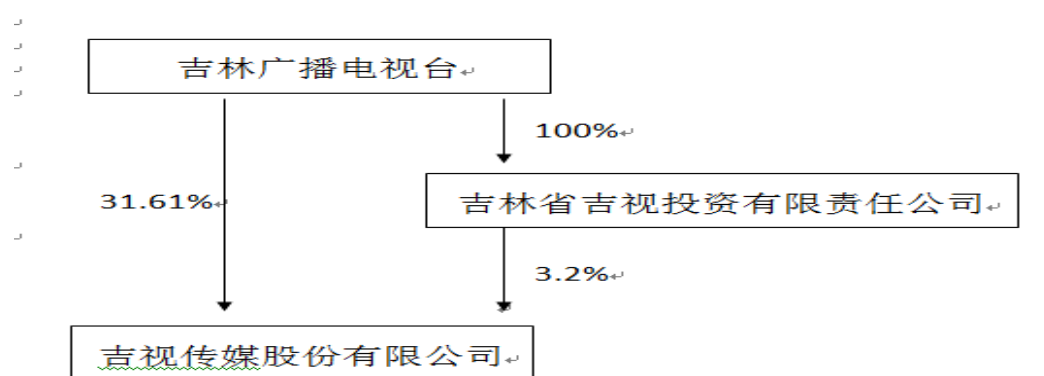 吉林广播电视台
100%
31.61%
吉林省吉视投资有限责任公司
3.2%
吉视传媒股份有限公司